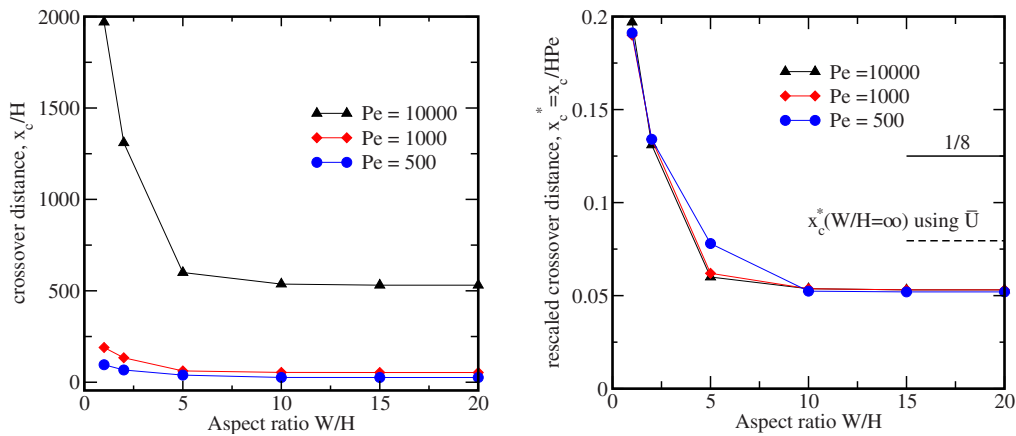 2000
1500
1000
500
0
crossover distance, x_c/H
Pe = 10000
Pe = 1000
Pe = 500
0 5 10 15 20
Aspect ratio W/H
0.2
0.15
0.1
0.05
0
rescaled crossover distance, x_c^*=x_c/HPe
Pe =10000
Pe = 1000
Pe = 500
1/8
x_c^*(W/H=∞) using Ū
0 5 10 15 20
Aspect ratio W/H